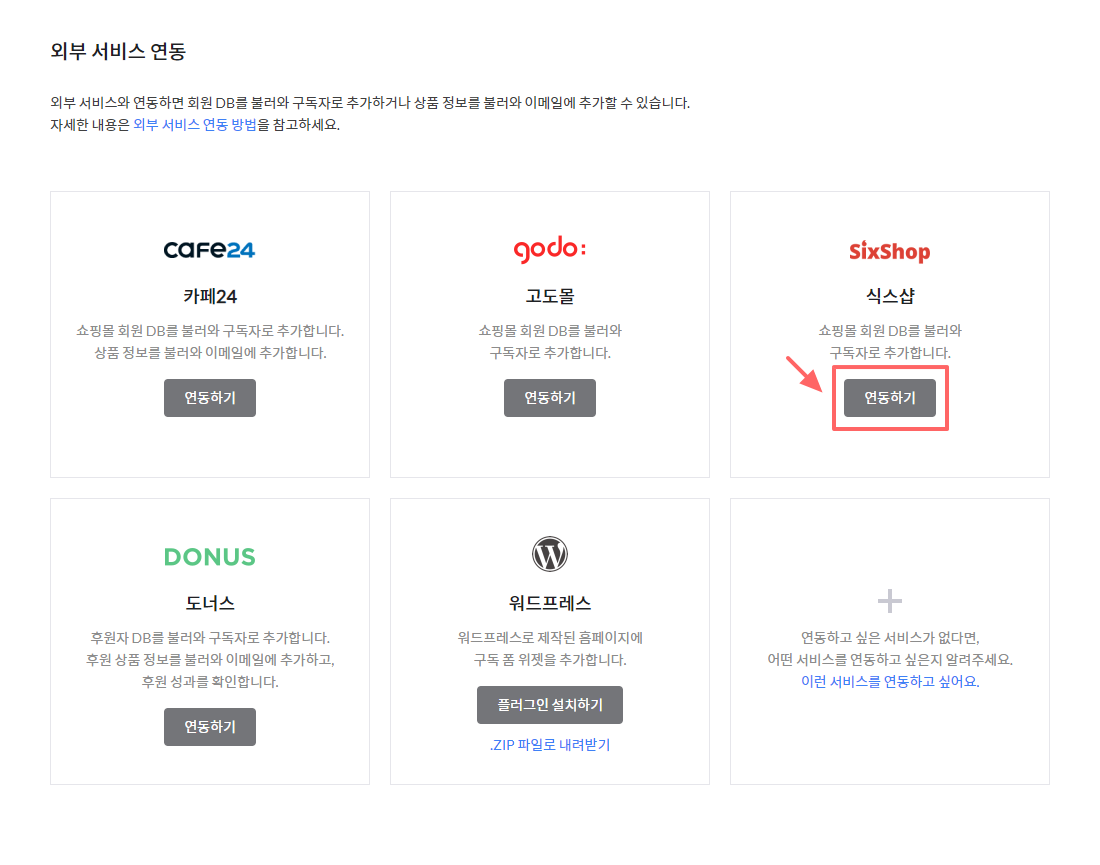 외부 서비스 연동
외부 서비스와 연동하면 회원 DB를 불러와 구독자로 추가하거나 상품 정보를 불러와 이메일에 추가할 수 있습니다.
자세한 내용은 외부 서비스 연동 방법을 참고하세요.
cafe24
카페24
쇼핑몰 회원 DB를 불러와 구독자로 추가합니다.
상품 정보를 불러와 이메일에 추가합니다.
연동하기
godo:
고도몰
쇼핑몰 회원 DB를 불러와
구독자로 추가합니다.
연동하기
SixShop
식스샵
쇼핑몰 회원 DB를 불러와
구독자로 추가합니다.
연동하기
DONUS
도너스
후원자 DB를 불러와 구독자로 추가합니다.
후원 상품 정보를 불러와 이메일에 추가하고,
후원 성과를 확인합니다.
연동하기
W
워드프레스
워드프레스로 제작된 홈페이지에
구독 폼 위젯을 추가합니다.
플러그인 설치하기
.ZIP 파일로 내려받기
연동하고 싶은 서비스가 없다면,
어떤 서비스를 연동하고 싶은지 알려주세요.
이런 서비스를 연동하고 싶어요.